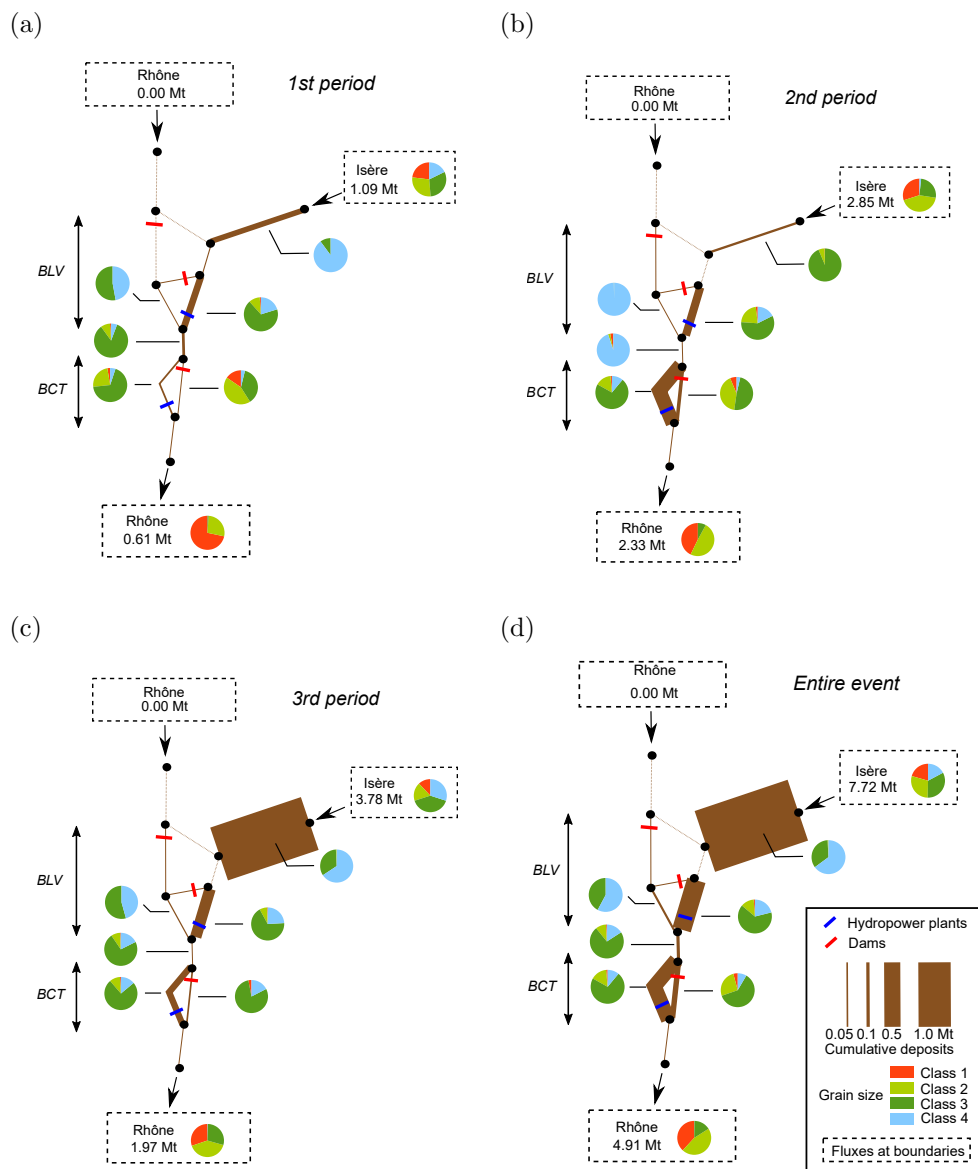 (a)
1st period
Rhône
0.00 Mt
Isère
1.09 Mt
BLV
BCT
Rhône
0.61 Mt
(b)
2nd period
Rhône
0.00 Mt
Isère
2.85 Mt
BLV
BCT
Rhône
2.33 Mt
(c)
3rd period
Rhône
0.00 Mt
Isère
3.78 Mt
BLV
BCT
Rhône
1.97 Mt
(d)
Entire event
Rhône
0.00 Mt
Isère
7.72 Mt
BLV
BCT
Rhône
4.91 Mt
Hydropower plants
Dams
0.05 0.1 0.5 1.0 Mt
Cumulative deposits
Grain size
Class 1
Class 2
Class 3
Class 4
Fluxes at boundaries